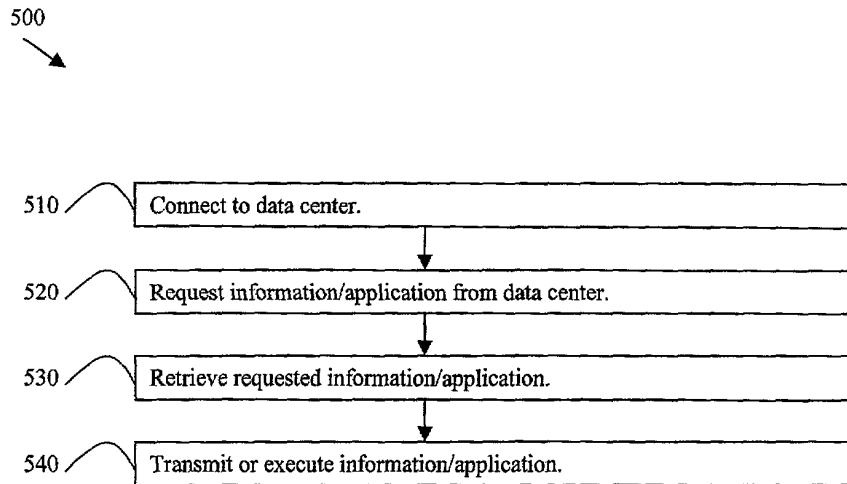 500
510 Connect to data center.
520 Request information/application from data center.
530 Retrieve requested information/application.
540 Transmit or execute information/application.